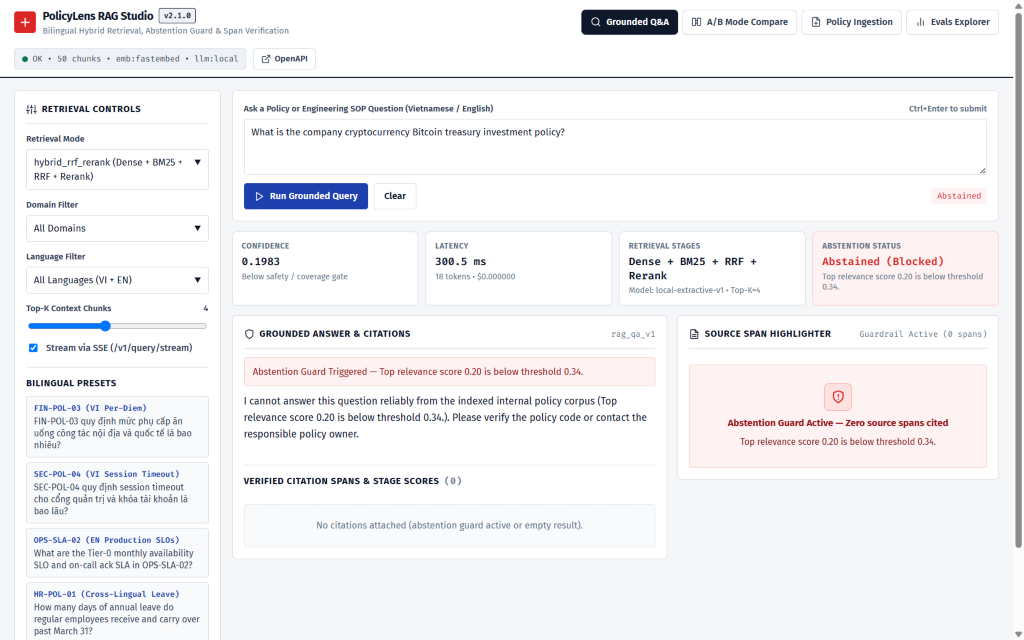 PolicyLens RAG Studio v2.1.0
Bilingual Hybrid Retrieval, Abstention Guard & Span Verification
Grounded Q&A
A/B Mode Compare
Policy Ingestion
Evals Explorer
OK • 50 chunks • emb:fastembed • llm:local
OpenAPI
RETRIEVAL CONTROLS
Retrieval Mode
hybrid_rrf_rerank (Dense + BM25 +
RRF + Rerank)
Domain Filter
All Domains
Language Filter
All Languages (VI + EN)
Top-K Context Chunks 4
Stream via SSE (/v1/query/stream)
BILINGUAL PRESETS
FIN-POL-03 (VI Per-Diem)
FIN-POL-03 quy định mức phụ cấp ăn
uống công tác nội địa và quốc tế là bao
nhiêu?
SEC-POL-04 (VI Session Timeout)
SEC-POL-04 quy định session timeout
cho cổng quản trị và khóa tài khoản là
bao lâu?
OPS-SLA-02 (EN Production SLOs)
What are the Tier-0 monthly availability
SLO and on-call ack SLA in OPS-SLA-02?
HR-POL-01 (Cross-Lingual Leave)
How many days of annual leave do
regular employees receive and carry over
past March 31?
Ask a Policy or Engineering SOP Question (Vietnamese / English)
Ctrl+Enter to submit
What is the company cryptocurrency Bitcoin treasury investment policy?
Run Grounded Query
Clear
Abstained
CONFIDENCE
0.1983
Below safety / coverage gate
LATENCY
300.5 ms
18 tokens • $0.000000
RETRIEVAL STAGES
Dense + BM25 + RRF +
Rerank
Model: local-extractive-v1 • Top-K=4
ABSTENTION STATUS
Abstained (Blocked)
Top relevance score 0.20 is below threshold
0.34.
GROUNDED ANSWER & CITATIONS
rag_qa_v1
Abstention Guard Triggered — Top relevance score 0.20 is below threshold 0.34.
I cannot answer this question reliably from the indexed internal policy corpus (Top
relevance score 0.20 is below threshold 0.34.). Please verify the policy code or contact the
responsible policy owner.
VERIFIED CITATION SPANS & STAGE SCORES (0)
No citations attached (abstention guard active or empty result).
SOURCE SPAN HIGHLIGHTER
Guardrail Active (0 spans)
Abstention Guard Active — Zero source spans cited
Top relevance score 0.20 is below threshold 0.34.